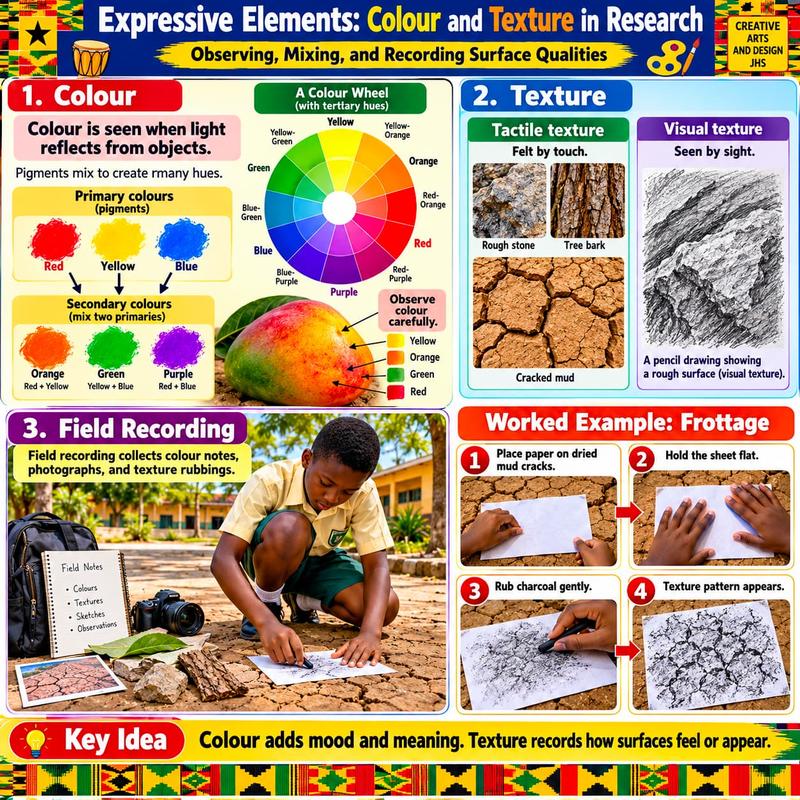 Expressive Elements: Colour and Texture in Research
Observing, Mixing, and Recording Surface Qualities
CREATIVE
ARTS
AND DESIGN
JHS
1. Colour
Colour is seen when light
reflects from objects.
Pigments mix to create rmany hues.
Primary colours
(pigments)
Red
Yellow
Blue
Secondary colours
(mix two primaries)
Orange
Green
Purple
Red + Yellow
Yellow + Blue
Red + Blue
A Colour Wheel
(with tertiary hues)
Yellow
Yellow-
Orange
Orange
Red-
Orange
Red
Red-
Purple
Purple
Blue-
Purple
Blue
Blue-
Green
Green
Yellow-
Green
Observe
colour
carefully.
Yellow
Orange
Green
Red
2. Texture
Tactile texture
Felt by touch.
Rough stone
Tree bark
Cracked mud
Visual texture
Seen by sight.
A pencil drawing showing
a rough surface (visual texture).
3. Field Recording
Field recording collects colour notes,
photographs, and texture rubbings.
Field Notes
• Colours
• Textures
• Sketches
• Observations
Worked Example: Frottage
1 Place paper on dried
mud cracks.
2 Hold the sheet flat.
3 Rub charcoal gently.
4 Texture pattern appears.
Key Idea
Colour adds mood and meaning. Texture records how surfaces feel or appear.